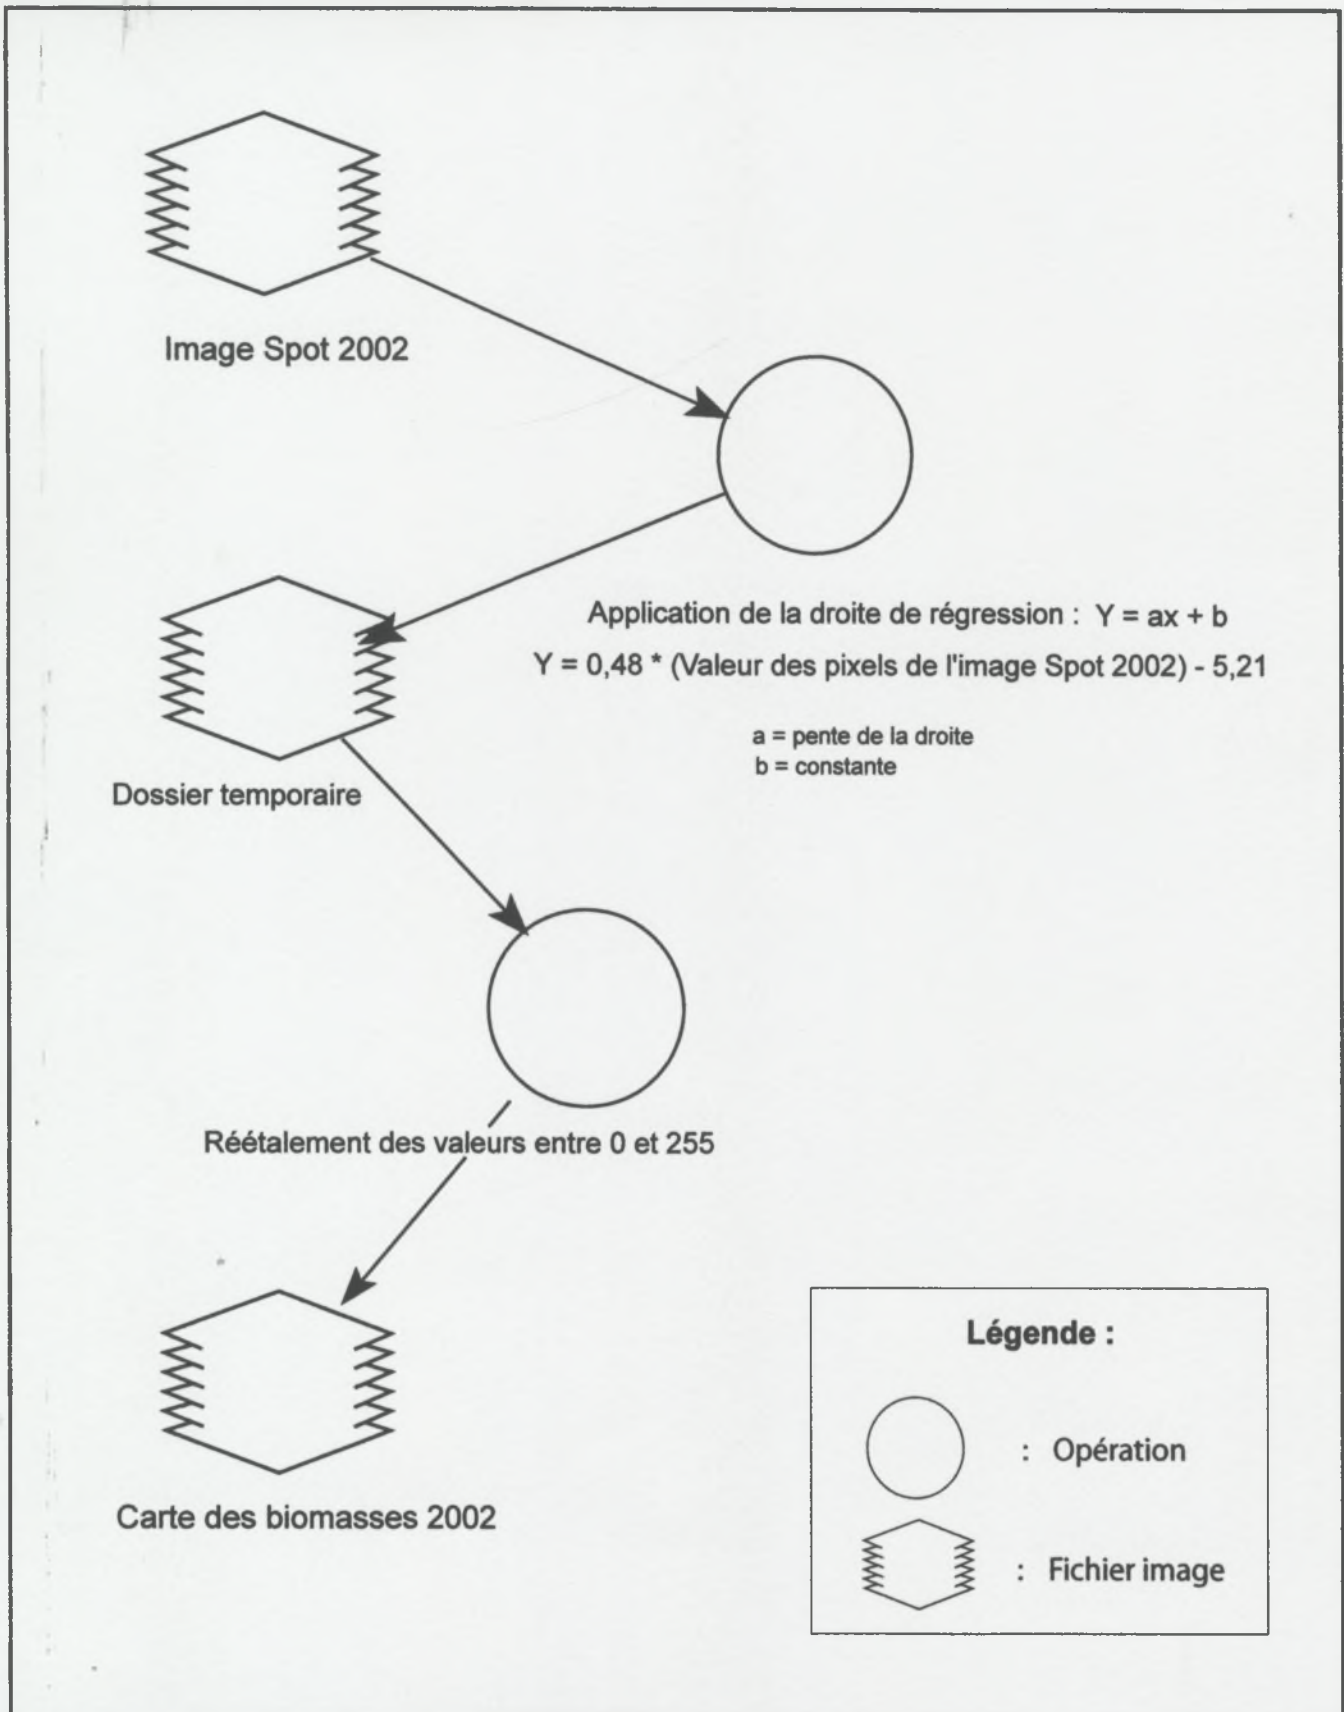 Image Spot 2002
Application de la droite de régression : Y = ax + b
Y = 0,48 * (Valeur des pixels de l'image Spot 2002) - 5,21
a = pente de la droite
b = constante
Dossier temporaire
Réétalement des valeurs entre 0 et 255
Carte des biomasses 2002
Légende :
: Opération
: Fichier image